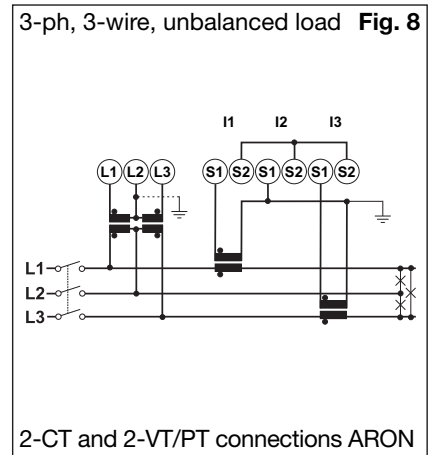 3-ph, 3-wire, unbalanced load Fig. 8
I1 I2 I3
L1 L2 L3 S1 S2 S1 S2 S1 S2
L1
L2
L3
2-CT and 2-VT/PT connections ARON